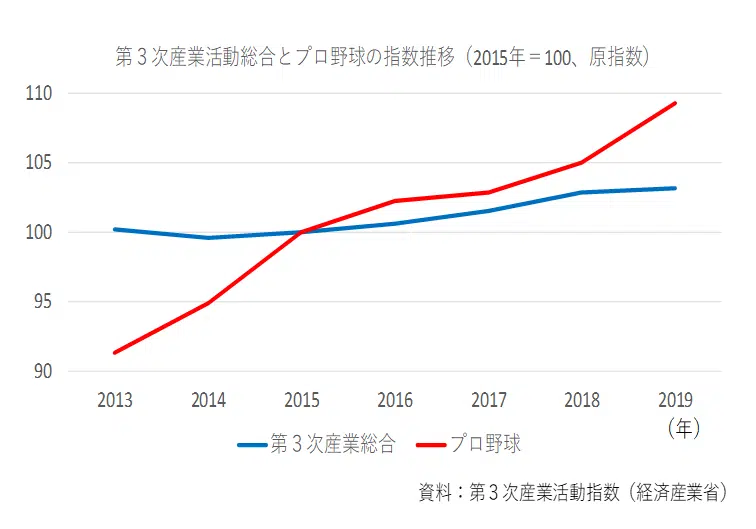 第３次産業活動総合とプロ野球の指数推移（2015年＝100、原指数）
110
105
100
95
90
2013 2014 2015 2016 2017 2018 2019
（年）
第３次産業総合 プロ野球
資料：第３次産業活動指数（経済産業省）